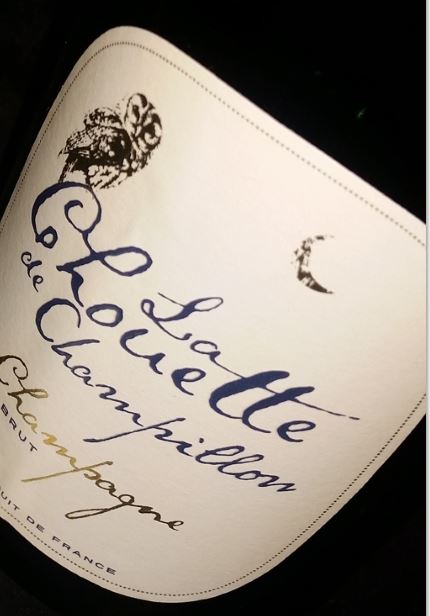 La
Chouette
de Champillon
Champagne
BRUT
UIT DE FRANCE